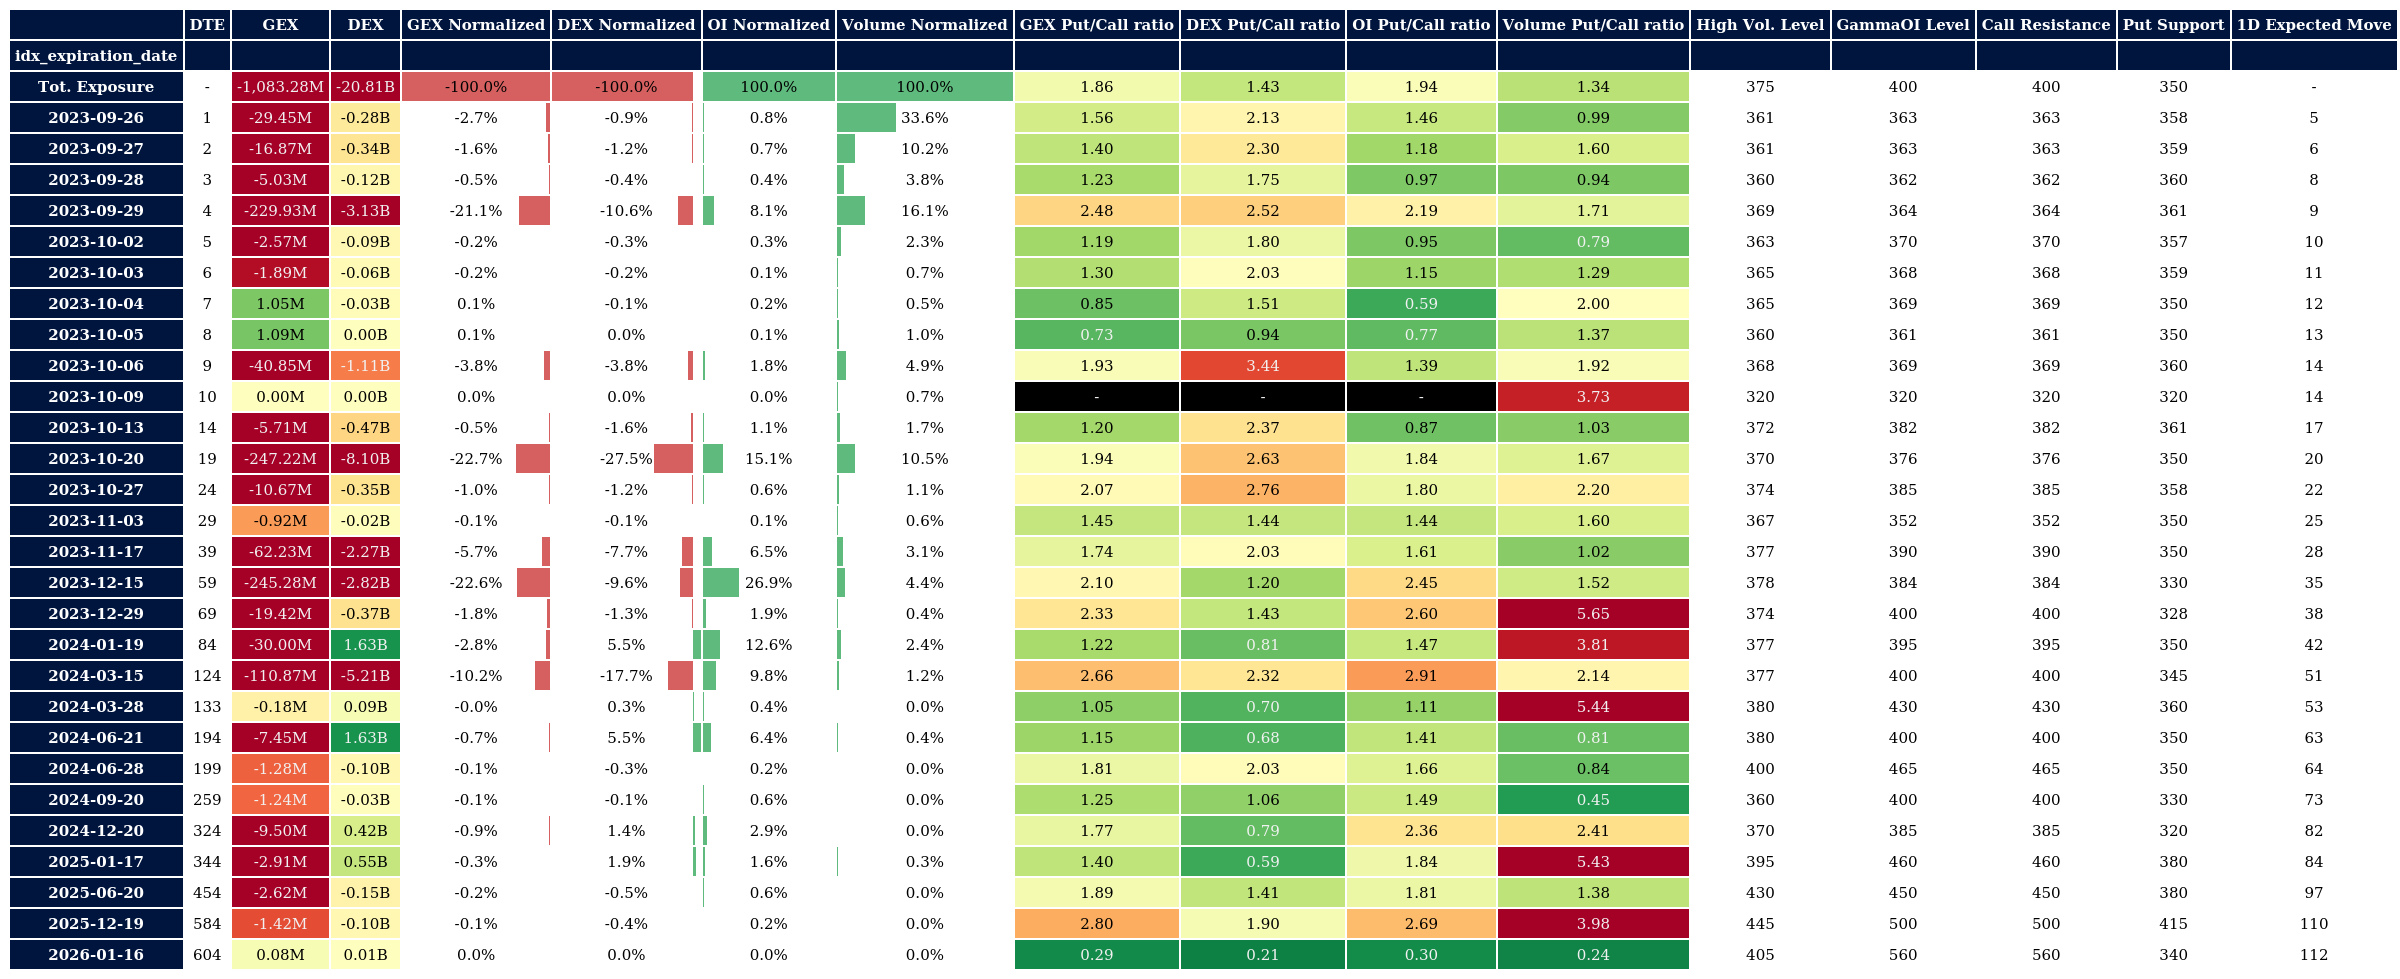 DTE GEX DEX GEX Normalized DEX Normalized OI Normalized Volume Normalized GEX Put/Call ratio DEX Put/Call ratio OI Put/Call ratio Volume Put/Call ratio High Vol. Level GammaOI Level Call Resistance Put Support 1D Expected Move
idx_expiration_date
Tot. Exposure - -1,083.28M -20.81B -100.0% -100.0% 100.0% 100.0% 1.86 1.43 1.94 1.34 375 400 400 350 -
2023-09-26 1 -29.45M -0.28B -2.7% -0.9% 0.8% 33.6% 1.56 2.13 1.46 0.99 361 363 363 358 5
2023-09-27 2 -16.87M -0.34B -1.6% -1.2% 0.7% 10.2% 1.40 2.30 1.18 1.60 361 363 363 359 6
2023-09-28 3 -5.03M -0.12B -0.5% -0.4% 0.4% 3.8% 1.23 1.75 0.97 0.94 360 362 362 360 8
2023-09-29 4 -229.93M -3.13B -21.1% -10.6% 8.1% 16.1% 2.48 2.52 2.19 1.71 369 364 364 361 9
2023-10-02 5 -2.57M -0.09B -0.2% -0.3% 0.3% 2.3% 1.19 1.80 0.95 0.79 363 370 370 357 10
2023-10-03 6 -1.89M -0.06B -0.2% -0.2% 0.1% 0.7% 1.30 2.03 1.15 1.29 365 368 368 359 11
2023-10-04 7 1.05M -0.03B 0.1% -0.1% 0.2% 0.5% 0.85 1.51 0.59 2.00 365 369 369 350 12
2023-10-05 8 1.09M 0.00B 0.1% 0.0% 0.1% 1.0% 0.73 0.94 0.77 1.37 360 361 361 350 13
2023-10-06 9 -40.85M -1.11B -3.8% -3.8% 1.8% 4.9% 1.93 3.44 1.39 1.92 368 369 369 360 14
2023-10-09 10 0.00M 0.00B 0.0% 0.0% 0.0% 0.7% - - - 3.73 320 320 320 320 14
2023-10-13 14 -5.71M -0.47B -0.5% -1.6% 1.1% 1.7% 1.20 2.37 0.87 1.03 372 382 382 361 17
2023-10-20 19 -247.22M -8.10B -22.7% -27.5% 15.1% 10.5% 1.94 2.63 1.84 1.67 370 376 376 350 20
2023-10-27 24 -10.67M -0.35B -1.0% -1.2% 0.6% 1.1% 2.07 2.76 1.80 2.20 374 385 385 358 22
2023-11-03 29 -0.92M -0.02B -0.1% -0.1% 0.1% 0.6% 1.45 1.44 1.44 1.60 367 352 352 350 25
2023-11-17 39 -62.23M -2.27B -5.7% -7.7% 6.5% 3.1% 1.74 2.03 1.61 1.02 377 390 390 350 28
2023-12-15 59 -245.28M -2.82B -22.6% -9.6% 26.9% 4.4% 2.10 1.20 2.45 1.52 378 384 384 330 35
2023-12-29 69 -19.42M -0.37B -1.8% -1.3% 1.9% 0.4% 2.33 1.43 2.60 5.65 374 400 400 328 38
2024-01-19 84 -30.00M 1.63B -2.8% 5.5% 12.6% 2.4% 1.22 0.81 1.47 3.81 377 395 395 350 42
2024-03-15 124 -110.87M -5.21B -10.2% -17.7% 9.8% 1.2% 2.66 2.32 2.91 2.14 377 400 400 345 51
2024-03-28 133 -0.18M 0.09B -0.0% 0.3% 0.4% 0.0% 1.05 0.70 1.11 5.44 380 430 430 360 53
2024-06-21 194 -7.45M 1.63B -0.7% 5.5% 6.4% 0.4% 1.15 0.68 1.41 0.81 380 400 400 350 63
2024-06-28 199 -1.28M -0.10B -0.1% -0.3% 0.2% 0.0% 1.81 2.03 1.66 0.84 400 465 465 350 64
2024-09-20 259 -1.24M -0.03B -0.1% -0.1% 0.6% 0.0% 1.25 1.06 1.49 0.45 360 400 400 330 73
2024-12-20 324 -9.50M 0.42B -0.9% 1.4% 2.9% 0.0% 1.77 0.79 2.36 2.41 370 385 385 320 82
2025-01-17 344 -2.91M 0.55B -0.3% 1.9% 1.6% 0.3% 1.40 0.59 1.84 5.43 395 460 460 380 84
2025-06-20 454 -2.62M -0.15B -0.2% -0.5% 0.6% 0.0% 1.89 1.41 1.81 1.38 430 450 450 380 97
2025-12-19 584 -1.42M -0.10B -0.1% -0.4% 0.2% 0.0% 2.80 1.90 2.69 3.98 445 500 500 415 110
2026-01-16 604 0.08M 0.01B 0.0% 0.0% 0.0% 0.0% 0.29 0.21 0.30 0.24 405 560 560 340 112